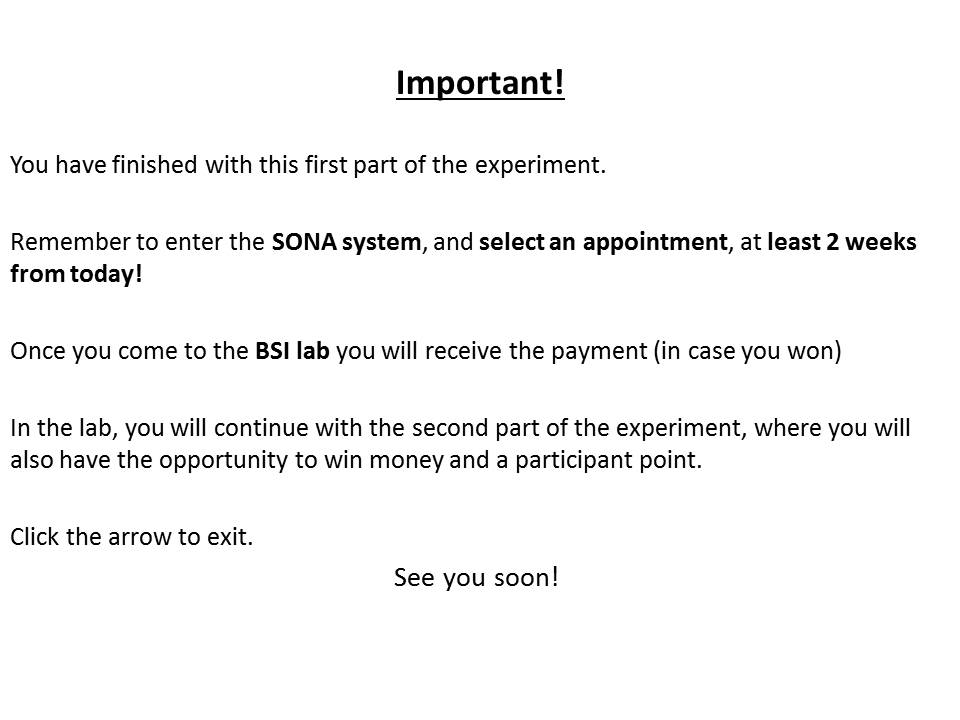 Important!
You have finished with this first part of the experiment.
Remember to enter the SONA system, and select an appointment, at least 2 weeks
from today!
Once you come to the BSI lab you will receive the payment (in case you won)
In the lab, you will continue with the second part of the experiment, where you will
also have the opportunity to win money and a participant point.
Click the arrow to exit.
See you soon!